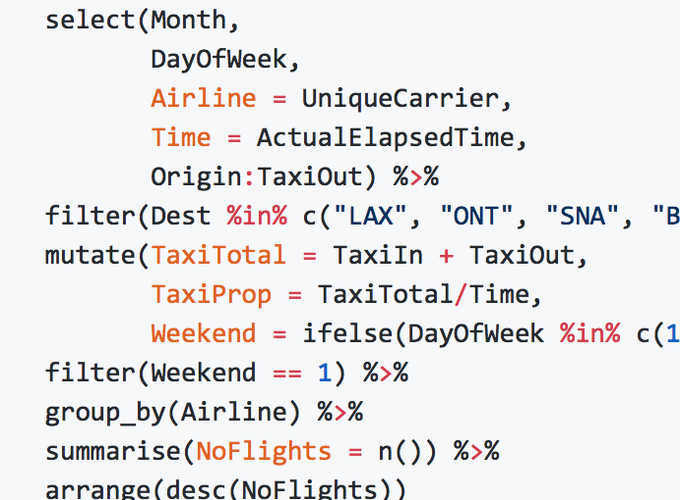 select(Month,
DayOfWeek,
Airline = UniqueCarrier,
Time = ActualElapsedTime,
Origin:TaxiOut) %>%
filter(Dest %in% c("LAX", "ONT", "SNA", "B
mutate(TaxiTotal = TaxiIn + TaxiOut,
TaxiProp = TaxiTotal/Time,
Weekend = ifelse(DayOfWeek %in% c(1
filter(Weekend == 1) %>%
group_by(Airline) %>%
summarise(NoFlights = n()) %>%
arrange(desc(NoFlights))